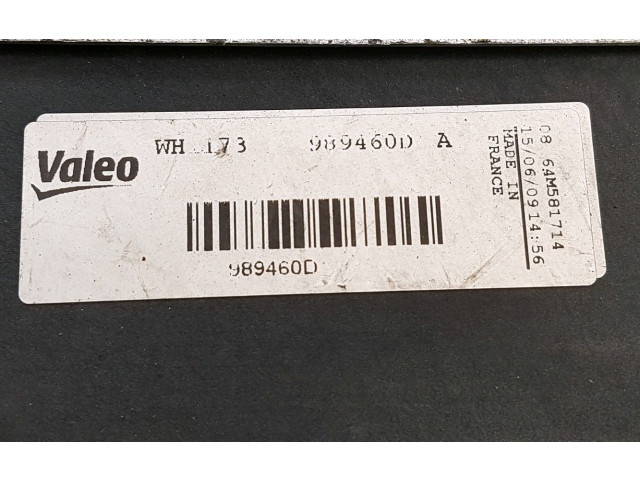 Valeo
WH 173 989460D A
989460D
08 64M581714
15/06/0914:56
MADE IN
FRANCE